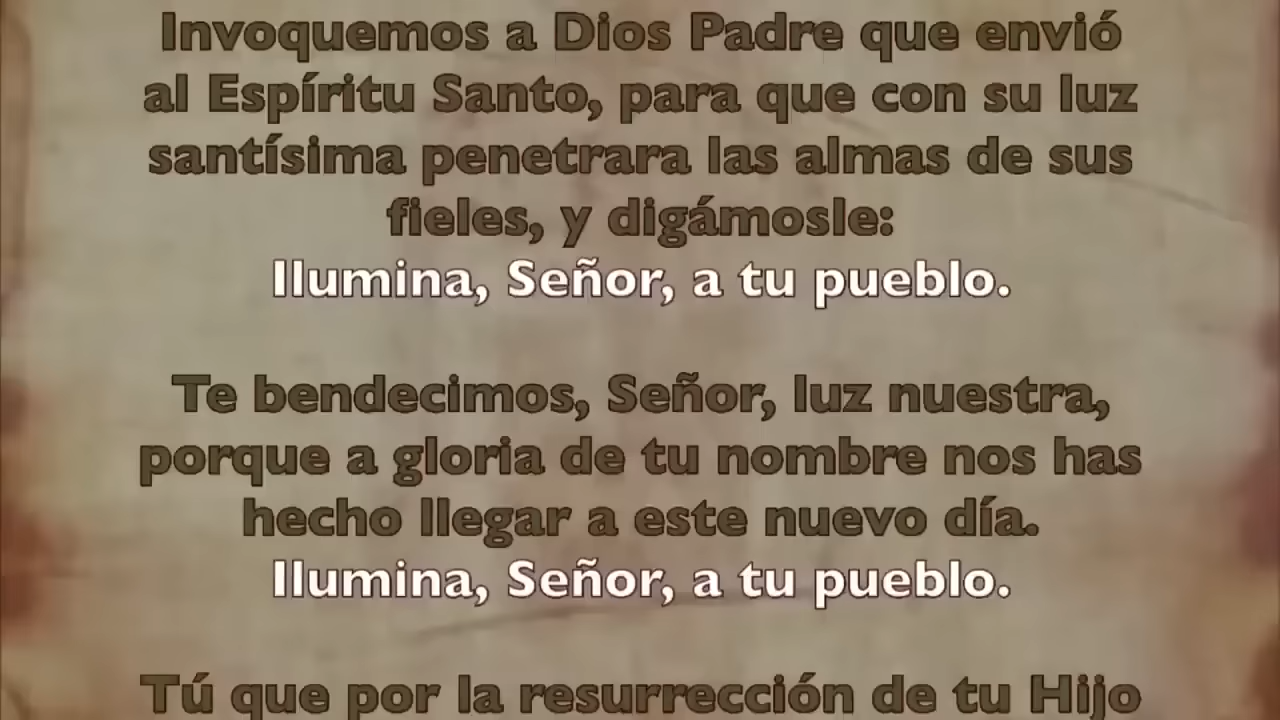 Invoquemos a Dios Padre que envió
al Espíritu Santo, para que con su luz
santísima penetrara las almas de sus
fieles, y digámosle:
Ilumina, Señor, a tu pueblo.
Te bendecimos, Señor, luz nuestra,
porque a gloria de tu nombre nos has
hecho llegar a este nuevo día.
Ilumina, Señor, a tu pueblo.
Tú que por la resurrección de tu Hijo